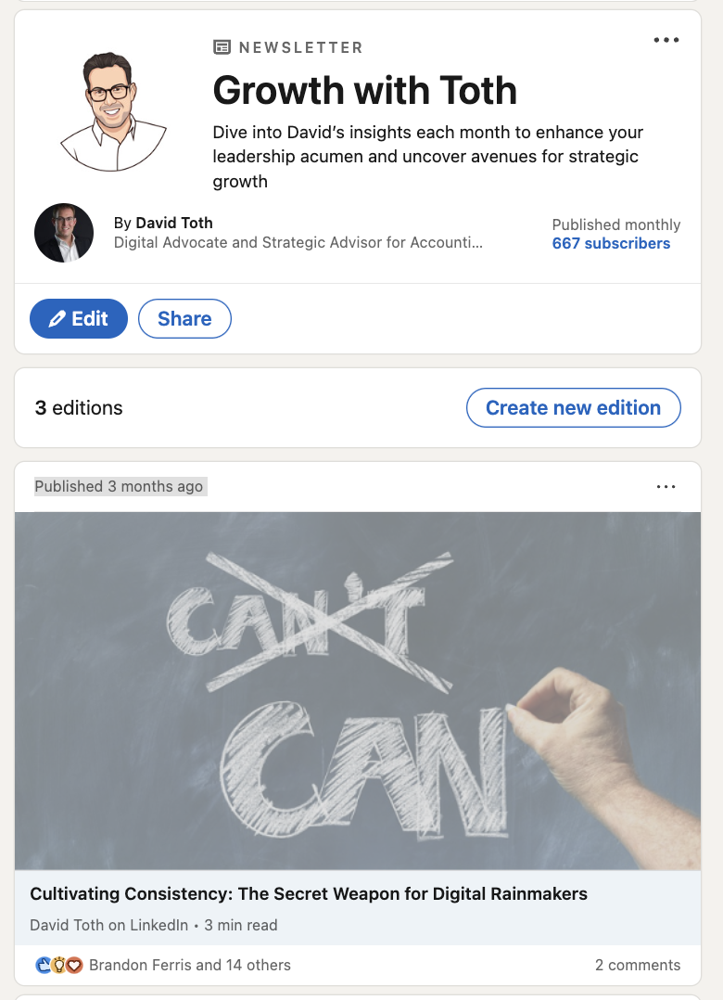 NEWSLETTER
Growth with Toth
Dive into David’s insights each month to enhance your
leadership acumen and uncover avenues for strategic
growth
By David Toth
Digital Advocate and Strategic Advisor for Accounti...
Published monthly
667 subscribers
Edit
Share
3 editions
Create new edition
Published 3 months ago
CAN'T
CAN
Cultivating Consistency: The Secret Weapon for Digital Rainmakers
David Toth on LinkedIn • 3 min read
Brandon Ferris and 14 others
2 comments